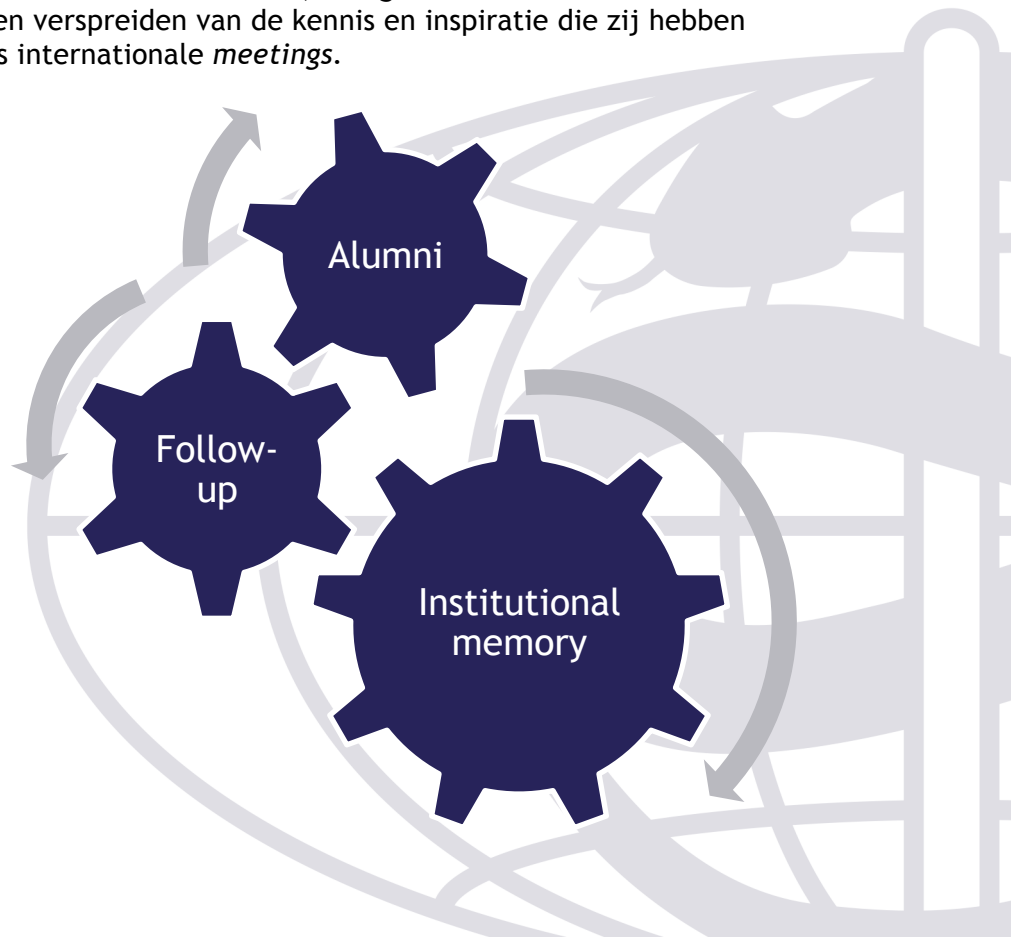 en verspreiden van de kennis en inspiratie die zij hebben
s internationale meetings.
Alumni
Follow-
up
Institutional
memory